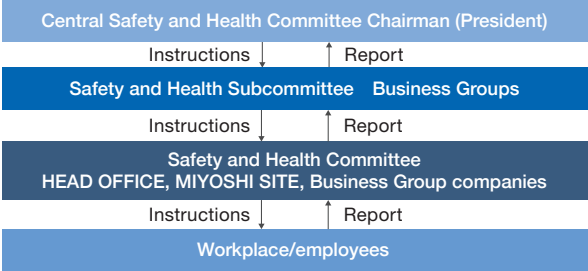 Central Safety and Health Committee Chairman (President)
Instructions Report
Safety and Health Subcommittee Business Groups
Instructions Report
Safety and Health Committee
HEAD OFFICE, MIYOSHI SITE, Business Group companies
Instructions Report
Workplace/employees